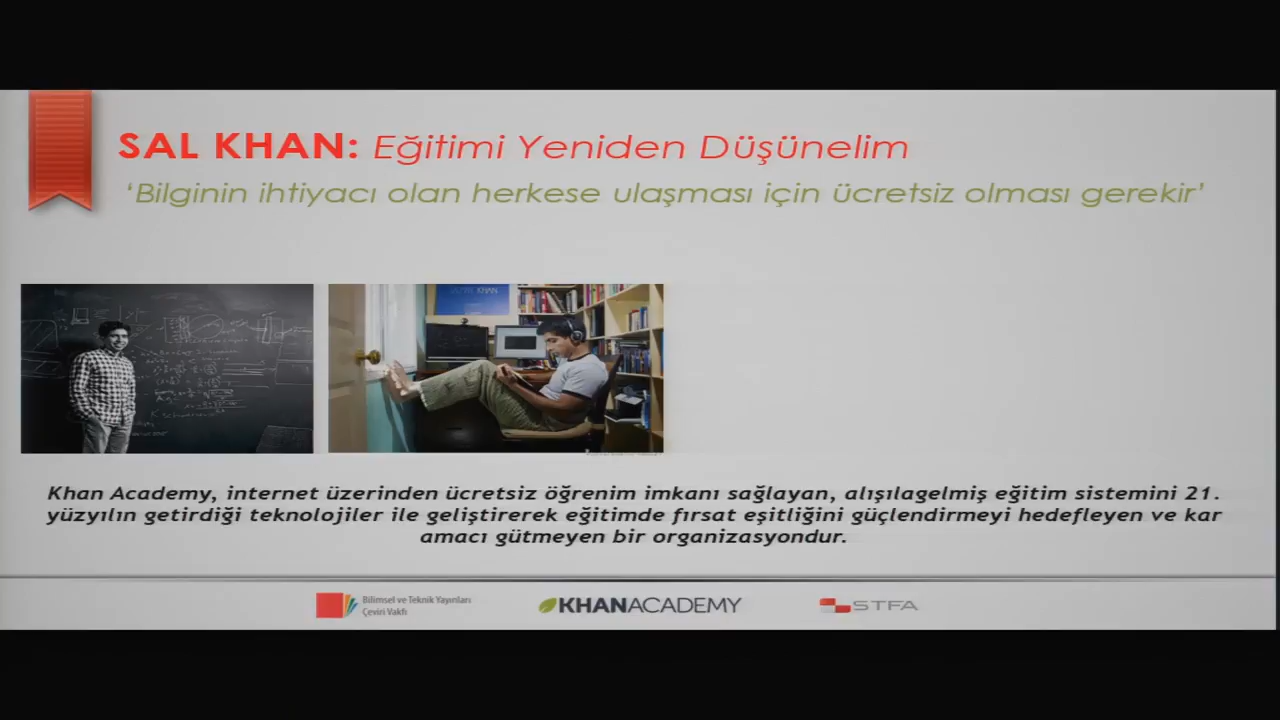 SAL KHAN: Eğitimi Yeniden Düşünelim
‘Bilginin ihtiyacı olan herkese ulaşması için ücretsiz olması gerekir’
KHAN
Khan Academy, internet üzerinden ücretsiz öğrenim imkanı sağlayan, alışılagelmiş eğitim sistemini 21.
yüzyılın getirdiği teknolojiler ile geliştirerek eğitimde fırsat eşitliğini güçlendirmeyi hedefleyen ve kar
amacı gütmeyen bir organizasyondur.
Bilimsel ve Teknik Yayınları
Çeviri Vakfı
KHANACADEMY
STFA